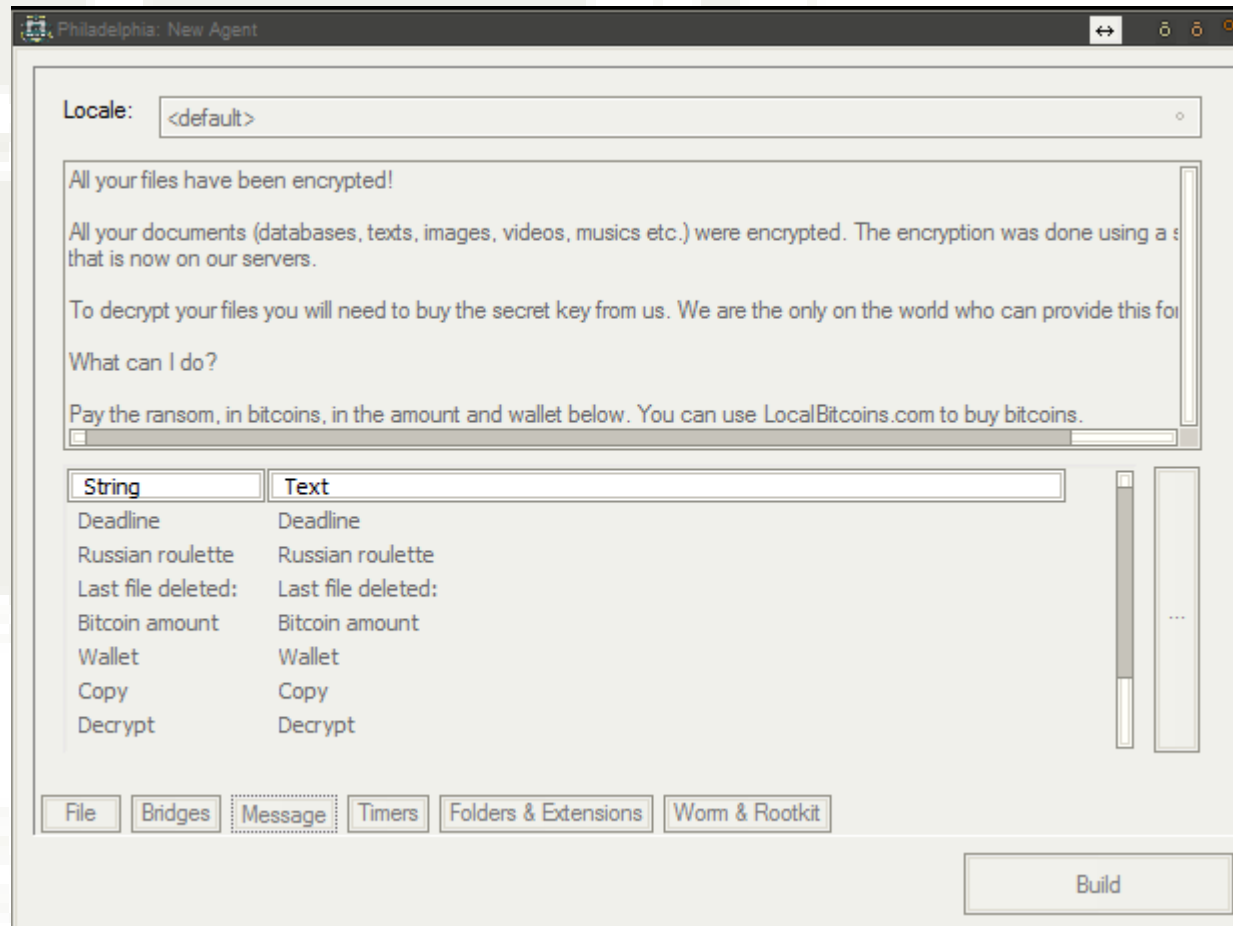 Philadelphia: New Agent
Locale:
<default>
All your files have been encrypted!
All your documents (databases, texts, images, videos, musics etc.) were encrypted. The encryption was done using a s
that is now on our servers.
To decrypt your files you will need to buy the secret key from us. We are the only on the world who can provide this for
What can I do?
Pay the ransom, in bitcoins, in the amount and wallet below. You can use LocalBitcoins.com to buy bitcoins.
String Text
Deadline Deadline
Russian roulette Russian roulette
Last file deleted: Last file deleted:
Bitcoin amount Bitcoin amount
Wallet Wallet
...
Copy Copy
Decrypt Decrypt
File Bridges Message Timers Folders & Extensions Worm & Rootkit
Build